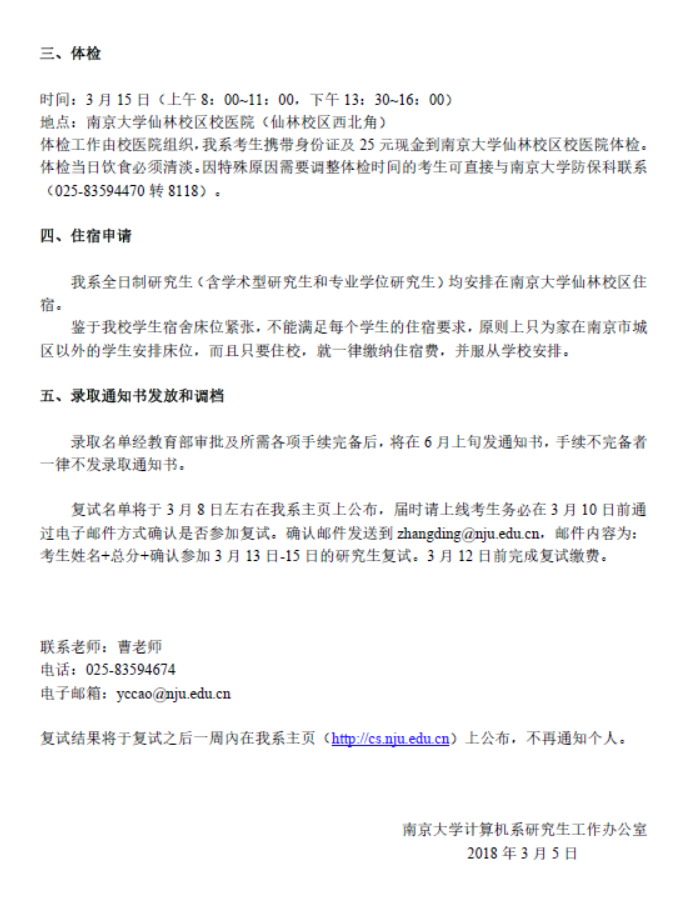 三、体检
时间：3 月 15 日（上午 8：00~11：00，下午 13：30~16：00）
地点：南京大学仙林校区校医院（仙林校区西北角）
体检工作由校医院组织，我系考生携带身份证及 25 元现金到南京大学仙林校区校医院体检。
体检当日饮食必须清淡。因特殊原因需要调整体检时间的考生可直接与南京大学防保科联系
（025-83594470 转 8118）。
四、住宿申请
我系全日制研究生（含学术型研究生和专业学位研究生）均安排在南京大学仙林校区住
宿。
鉴于我校学生宿舍床位紧张，不能满足每个学生的住宿要求，原则上只为家在南京市城
区以外的学生安排床位，而且只要住校，就一律缴纳住宿费，并服从学校安排。
五、录取通知书发放和调档
录取名单经教育部审批及所需各项手续完备后，将在 6 月上旬发通知书，手续不完备者
一律不发录取通知书。
复试名单将于 3 月 8 日左右在我系主页上公布，届时请上线考生务必在 3 月 10 日前通
过电子邮件方式确认是否参加复试。确认邮件发送到 zhangding@nju.edu.cn，邮件内容为：
考生姓名+总分+确认参加 3 月 13 日-15 日的研究生复试。3 月 12 日前完成复试缴费。
联系老师：曹老师
电话：025-83594674
电子邮箱：yccao@nju.edu.cn
复试结果将于复试之后一周内在我系主页（http://cs.nju.edu.cn）上公布，不再通知个人。
南京大学计算机系研究生工作办公室
2018 年 3 月 5 日